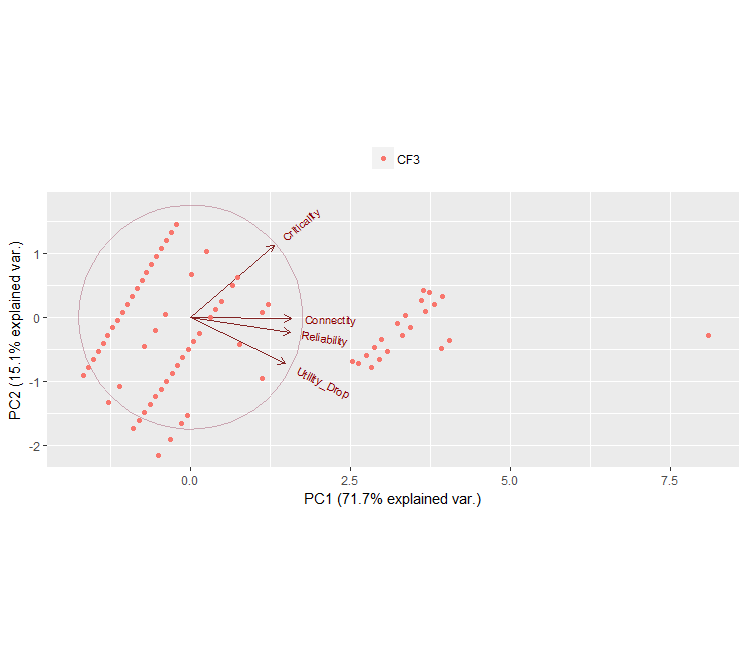 CF3
Criticality
Connectity
Reliability
Utility_Drop
1
0
-1
-2
PC2 (15.1% explained var.)
0.0 2.5 5.0 7.5
PC1 (71.7% explained var.)